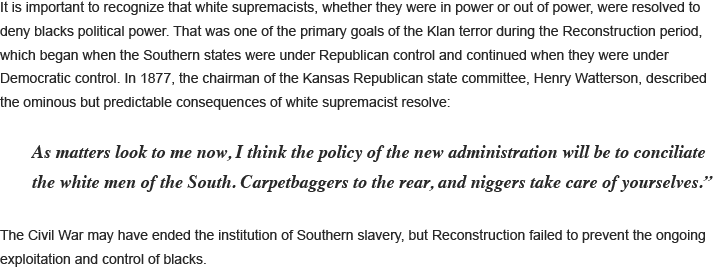 It is important to recognize that white supremacists, whether they were in power or out of power, were resolved to
deny blacks political power. That was one of the primary goals of the Klan terror during the Reconstruction period,
which began when the Southern states were under Republican control and continued when they were under
Democratic control. In 1877, the chairman of the Kansas Republican state committee, Henry Watterson, described
the ominous but predictable consequences of white supremacist resolve:
As matters look to me now, I think the policy of the new administration will be to conciliate
the white men of the South. Carpetbaggers to the rear, and niggers take care of yourselves.”
The Civil War may have ended the institution of Southern slavery, but Reconstruction failed to prevent the ongoing
exploitation and control of blacks.